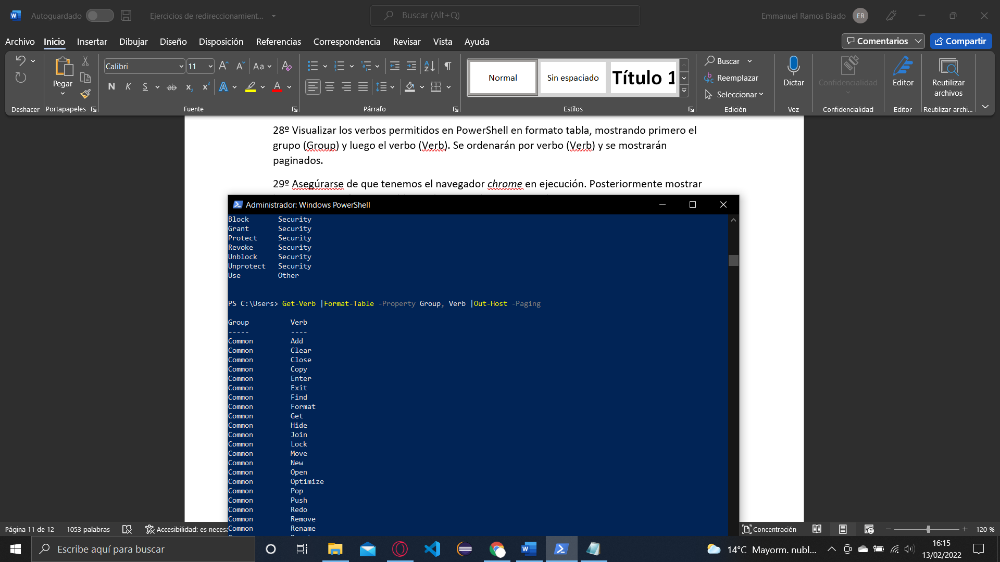 Autoguardado
Ejercicios de redireccionamient...
Buscar (Alt+Q)
Emmanuel Ramos Biado
ER
Archivo
Inicio
Insertar
Dibujar
Diseño
Disposición
Referencias
Correspondencia
Revisar
Vista
Ayuda
Comentarios
Compartir
Pegar
Calibri
11
Aa
N K S ab x₂ x²
Normal
Sin espaciado
Título 1
Buscar
Reemplazar
Seleccionar
Dictar
Confidencialidad
Editor
Reutilizar
archivos
Deshacer
Portapapeles
Fuente
Párrafo
Estilos
Edición
Voz
Confidencialidad
Editor
Reutilizar archi...
28º Visualizar los verbos permitidos en PowerShell en formato tabla, mostrando primero el
grupo (Group) y luego el verbo (Verb). Se ordenarán por verbo (Verb) y se mostrarán
paginados.
29º Asegúrarse de que tenemos el navegador chrome en ejecución. Posteriormente mostrar
Administrador: Windows PowerShell
Block Security
Grant Security
Protect Security
Revoke Security
Unblock Security
Unprotect Security
Use Other
PS C:\Users> Get-Verb |Format-Table -Property Group, Verb |Out-Host -Paging
Group Verb
----- ----
Common Add
Common Clear
Common Close
Common Copy
Common Enter
Common Exit
Common Find
Common Format
Common Get
Common Hide
Common Join
Common Lock
Common Move
Common New
Common Open
Common Optimize
Common Pop
Common Push
Common Redo
Common Remove
Common Rename
Página 11 de 12
1053 palabras
Accesibilidad: es necesa
Concentración
120 %
Escribe aquí para buscar
14°C Mayorm. nubl...
16:15
13/02/2022